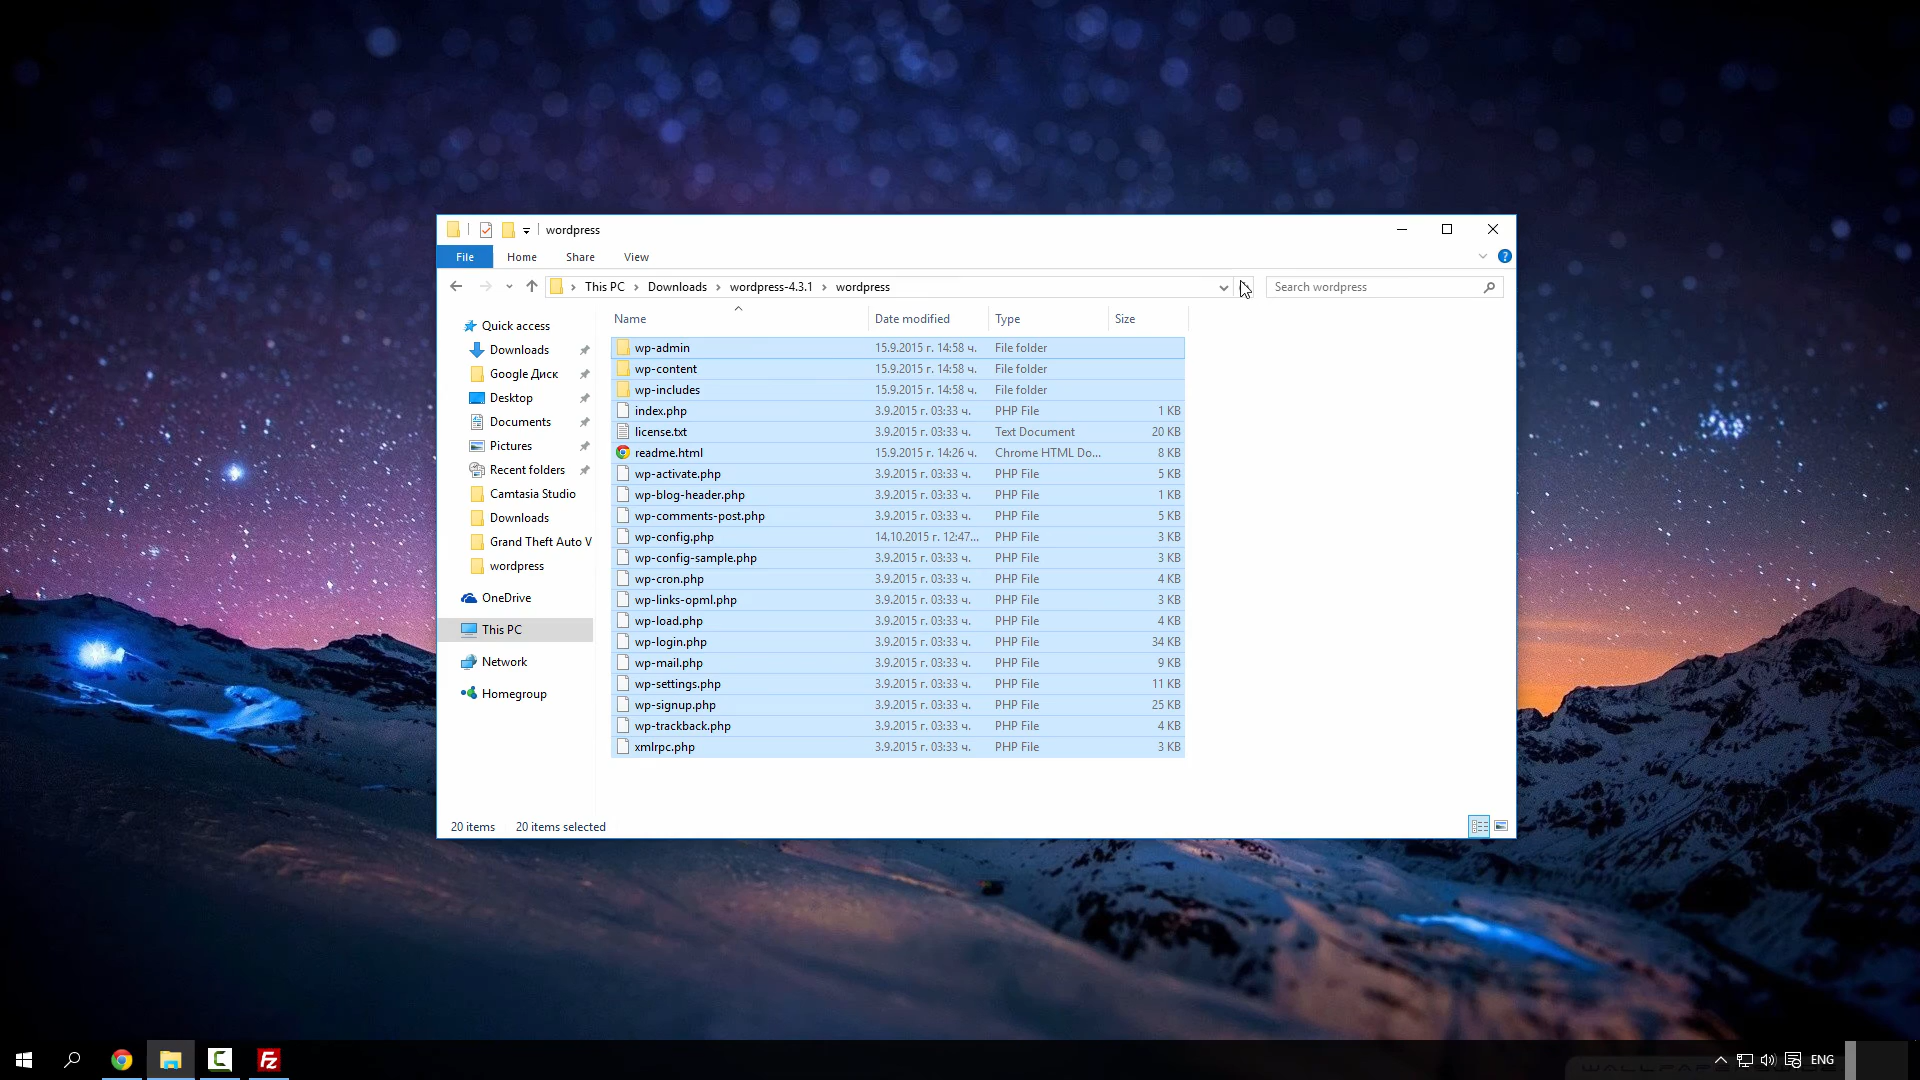 wordpress
File Home Share View
This PC Downloads wordpress-4.3.1 wordpress Search wordpress
Name Date modified Type Size
Quick access
Downloads
Google Диск
Desktop
Documents
Pictures
Recent folders
Camtasia Studio
Downloads
Grand Theft Auto V
wordpress
OneDrive
This PC
Network
Homegroup
wp-admin 15.9.2015 г. 14:58 ч. File folder
wp-content 15.9.2015 г. 14:58 ч. File folder
wp-includes 15.9.2015 г. 14:58 ч. File folder
index.php 3.9.2015 г. 03:33 ч. PHP File 1 KB
license.txt 3.9.2015 г. 03:33 ч. Text Document 20 KB
readme.html 15.9.2015 г. 14:26 ч. Chrome HTML Do... 8 KB
wp-activate.php 3.9.2015 г. 03:33 ч. PHP File 5 KB
wp-blog-header.php 3.9.2015 г. 03:33 ч. PHP File 1 KB
wp-comments-post.php 3.9.2015 г. 03:33 ч. PHP File 5 KB
wp-config.php 14.10.2015 г. 12:47... PHP File 3 KB
wp-config-sample.php 3.9.2015 г. 03:33 ч. PHP File 3 KB
wp-cron.php 3.9.2015 г. 03:33 ч. PHP File 4 KB
wp-links-opml.php 3.9.2015 г. 03:33 ч. PHP File 3 KB
wp-load.php 3.9.2015 г. 03:33 ч. PHP File 4 KB
wp-login.php 3.9.2015 г. 03:33 ч. PHP File 34 KB
wp-mail.php 3.9.2015 г. 03:33 ч. PHP File 9 KB
wp-settings.php 3.9.2015 г. 03:33 ч. PHP File 11 KB
wp-signup.php 3.9.2015 г. 03:33 ч. PHP File 25 KB
wp-trackback.php 3.9.2015 г. 03:33 ч. PHP File 4 KB
xmlrpc.php 3.9.2015 г. 03:33 ч. PHP File 3 KB
20 items 20 items selected
ENG